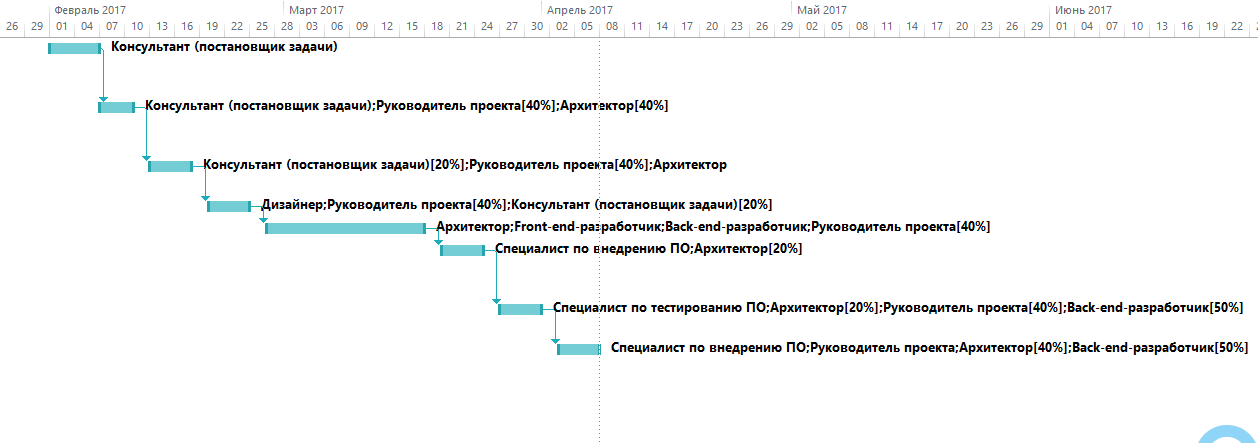 Февраль 2017 Март 2017 Апрель 2017 Май 2017 Июнь 2017
26 29 01 04 07 10 13 16 19 22 25 28 03 06 09 12 15 18 21 24 27 30 02 05 08 11 14 17 20 23 26 29 02 05 08 11 14 17 20 23 26 29 01 04 07 10 13 16 19 22
Консультант (постановщик задачи)
Консультант (постановщик задачи);Руководитель проекта[40%];Архитектор[40%]
Консультант (постановщик задачи)[20%];Руководитель проекта[40%];Архитектор
Дизайнер;Руководитель проекта[40%];Консультант (постановщик задачи)[20%]
Архитектор;Front-end-разработчик;Back-end-разработчик;Руководитель проекта[40%]
Специалист по внедрению ПО;Архитектор[20%]
Специалист по тестированию ПО;Архитектор[20%];Руководитель проекта[40%];Back-end-разработчик[50%]
Специалист по внедрению ПО;Руководитель проекта;Архитектор[40%];Back-end-разработчик[50%]